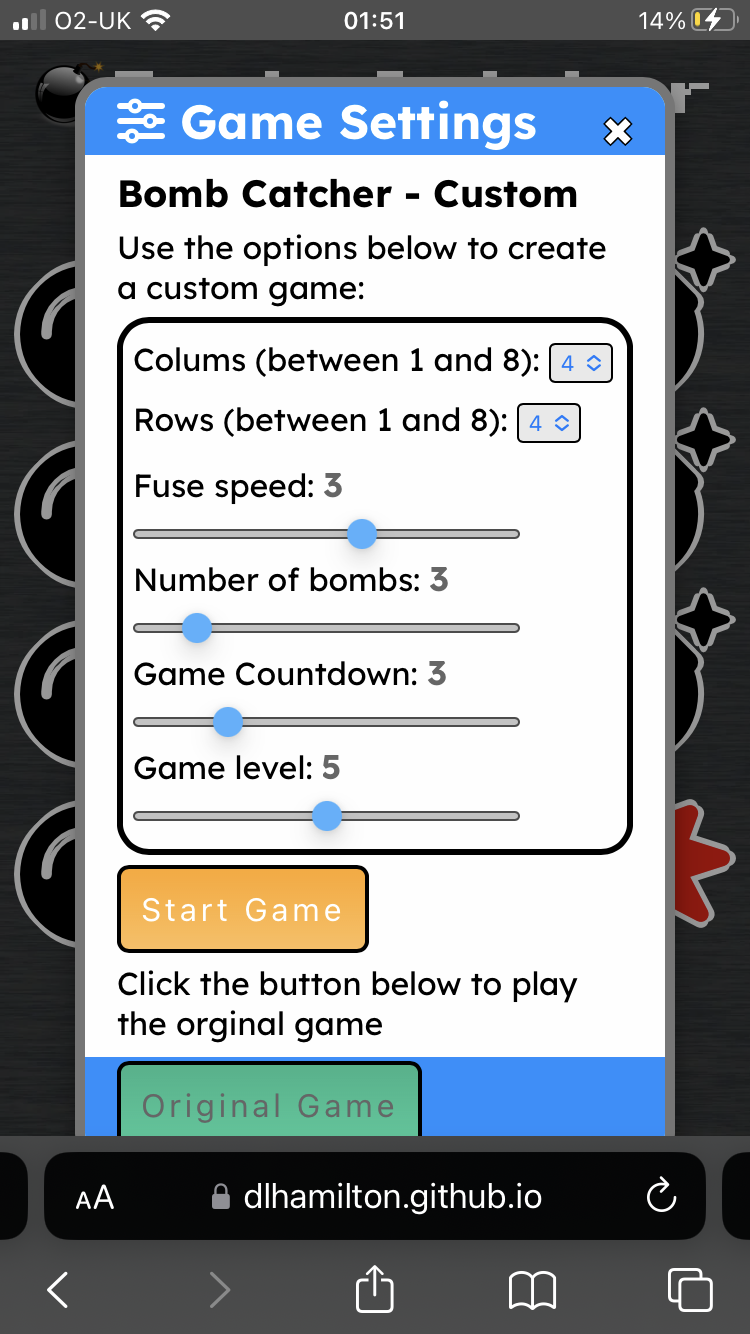 O2-UK 01:51 14%
Game Settings
Bomb Catcher - Custom
Use the options below to create
a custom game:
Colums (between 1 and 8): 4
Rows (between 1 and 8): 4
Fuse speed: 3
Number of bombs: 3
Game Countdown: 3
Game level: 5
Start Game
Click the button below to play
the orginal game
Original Game
AA dlhamilton.github.io